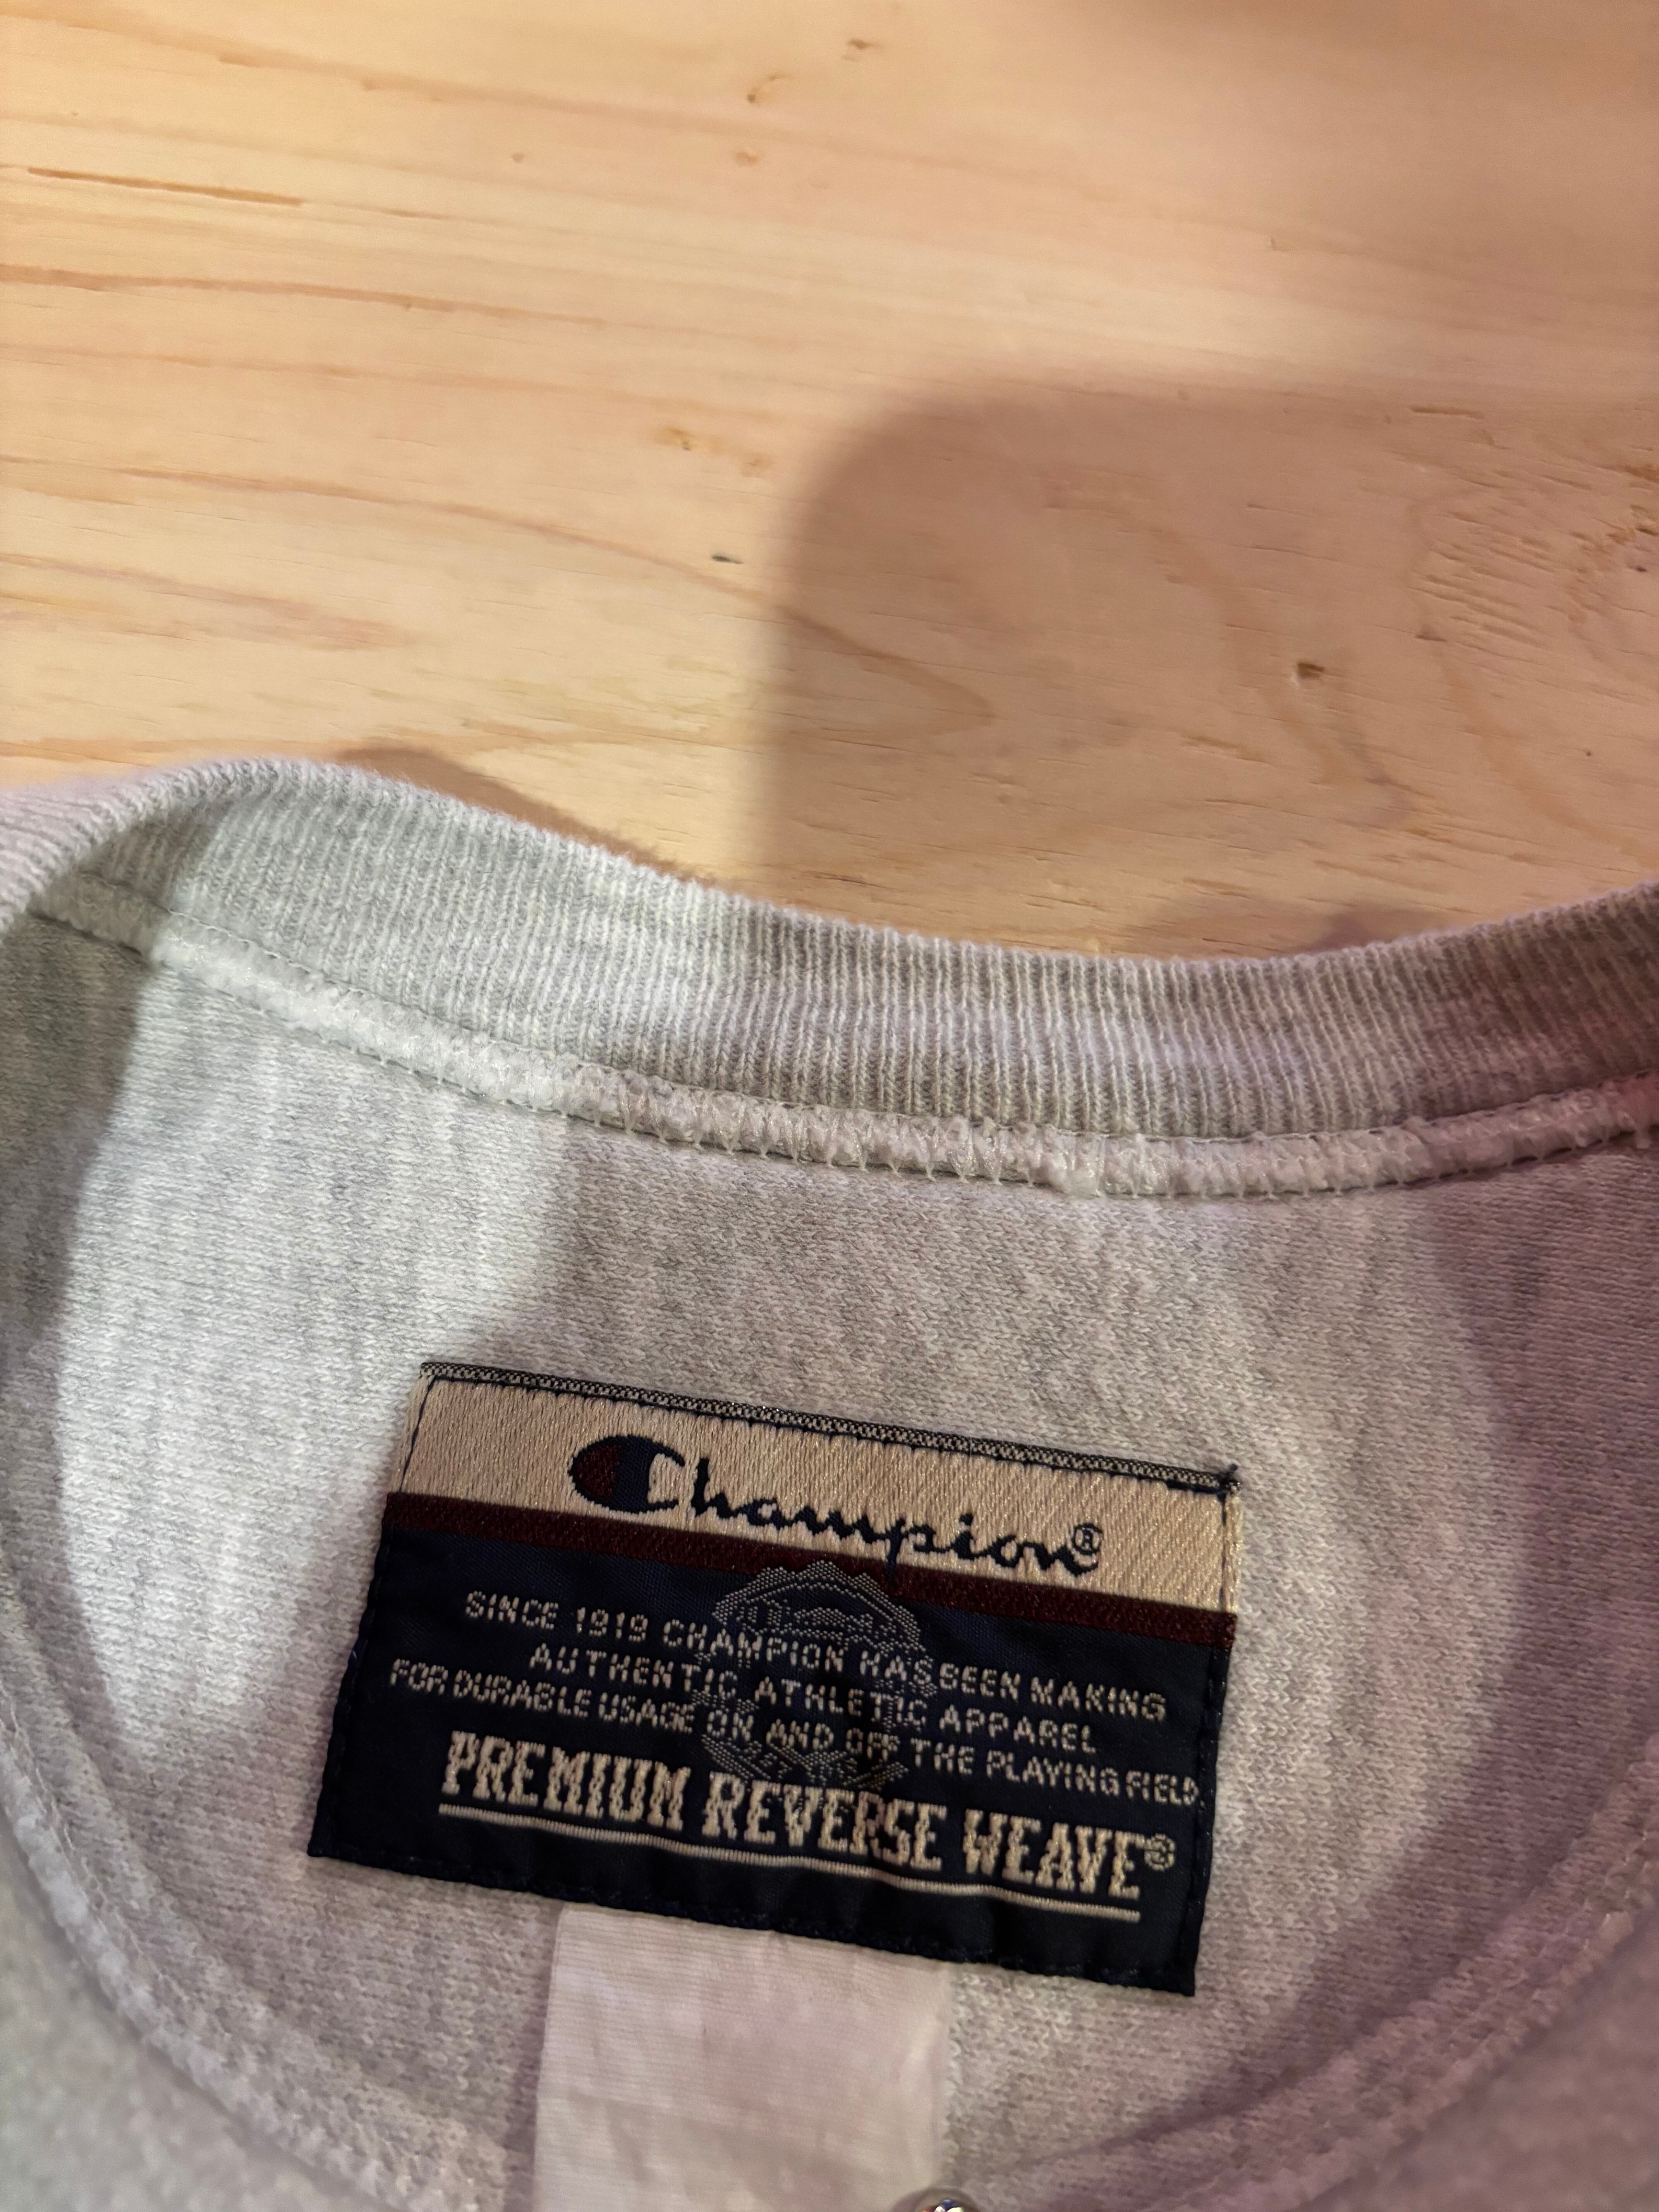 Champion®
SINCE 1919 CHAMPION HAS BEEN MAKING
AUTHENTIC ATHLETIC APPAREL
FOR DURABLE USAGE ON AND OFF THE PLAYING FIELD.
PREMIUM REVERSE WEAVE®